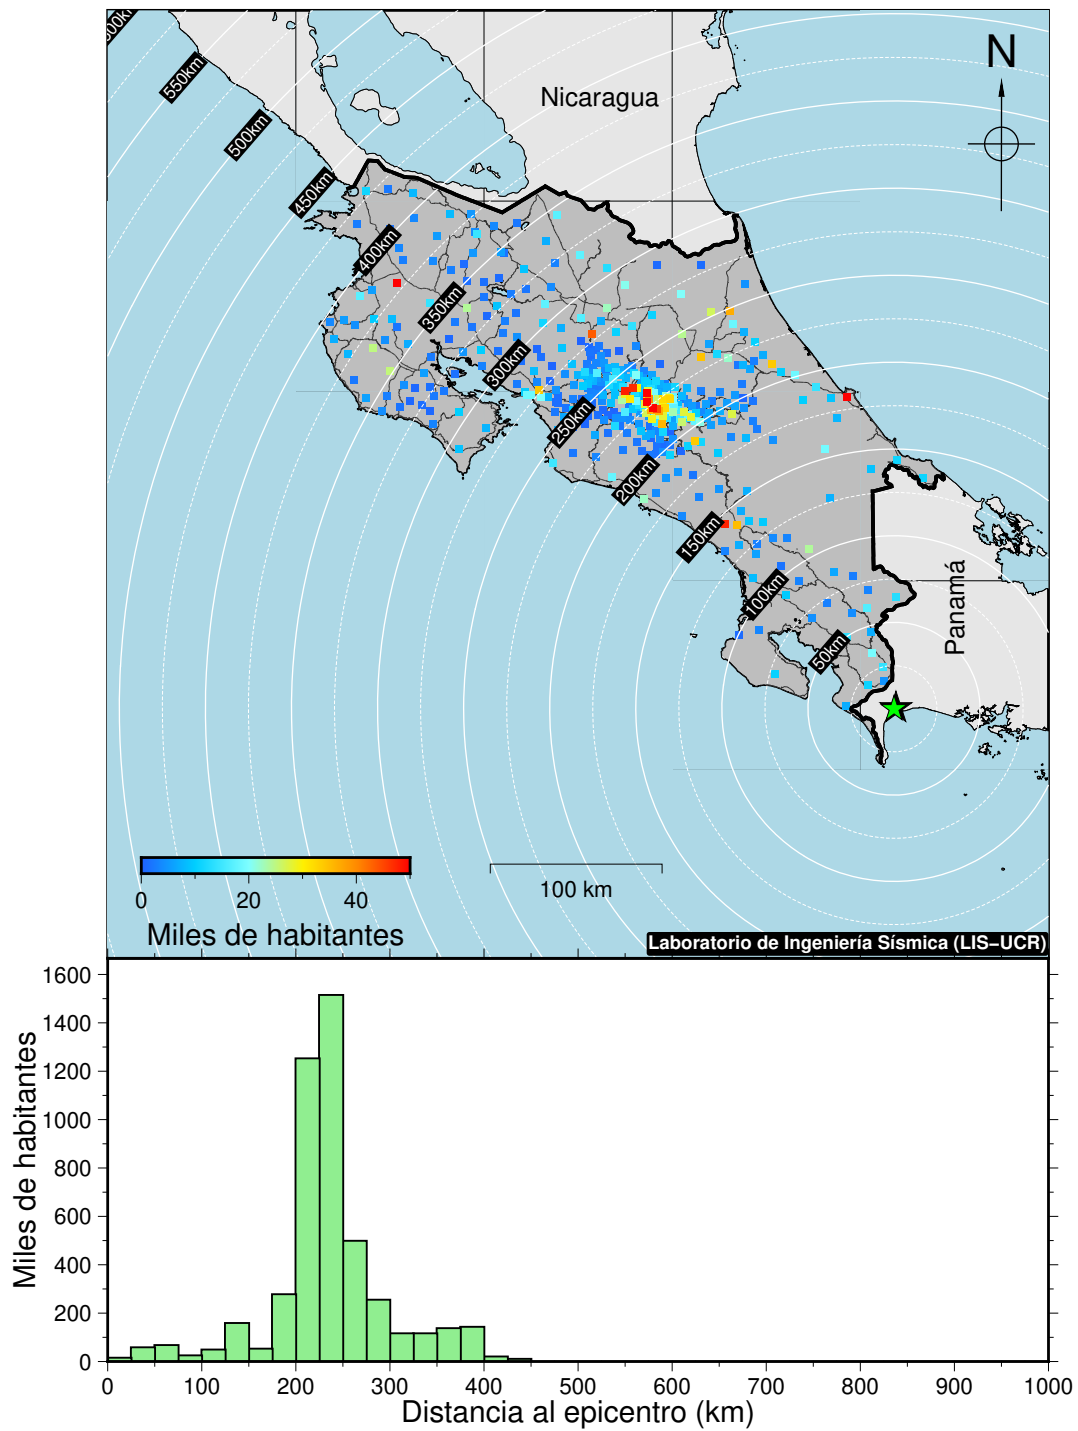 600km
550km
500km
450km
400km
350km
300km
250km
200km
150km
100km
50km
Nicaragua
N
Panamá
0 20 40
Miles de habitantes
100 km
Laboratorio de Ingeniería Sísmica (LIS−UCR)
Miles de habitantes
1600
1400
1200
1000
800
600
400
200
0
0 100 200 300 400 500 600 700 800 900 1000
Distancia al epicentro (km)